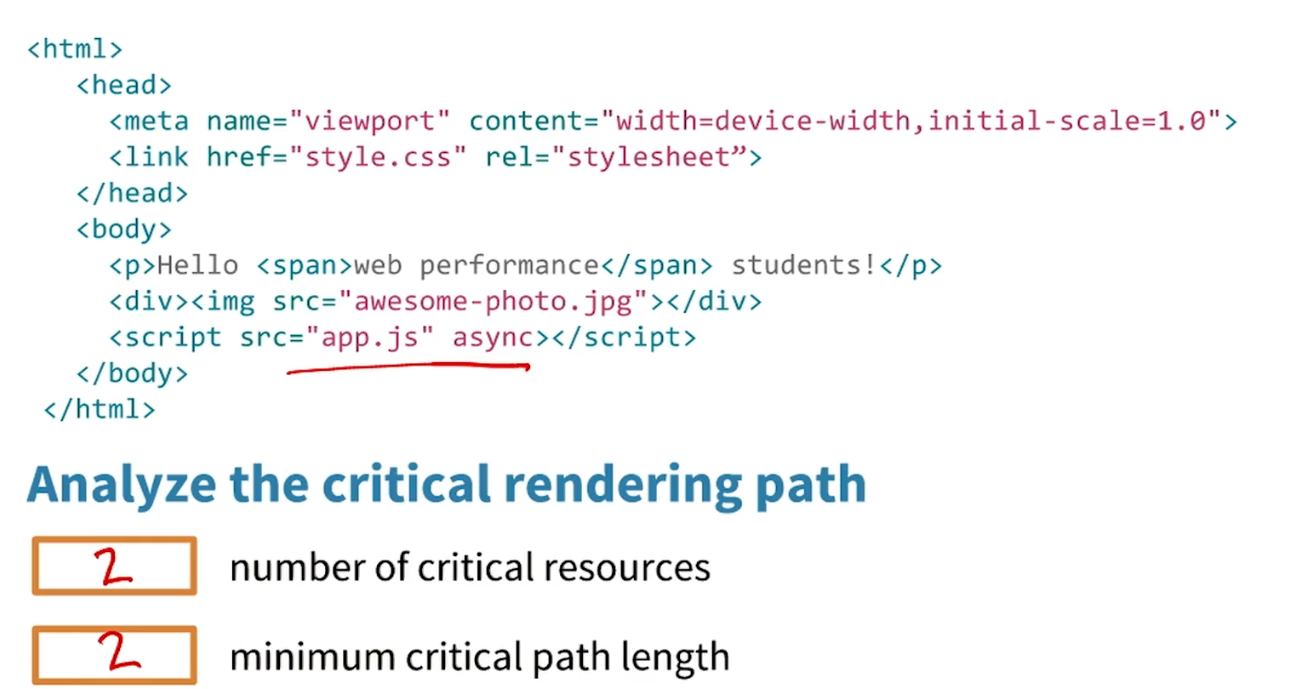 <html>
<head>
<meta name="viewport" content="width=device-width,initial-scale=1.0">
<link href="style.css" rel="stylesheet”>
</head>
<body>
<p>Hello <span>web performance</span> students!</p>
<div><img src="awesome-photo.jpg"></div>
<script src="app.js" async></script>
</body>
</html>
Analyze the critical rendering path
2 number of critical resources
2 minimum critical path length